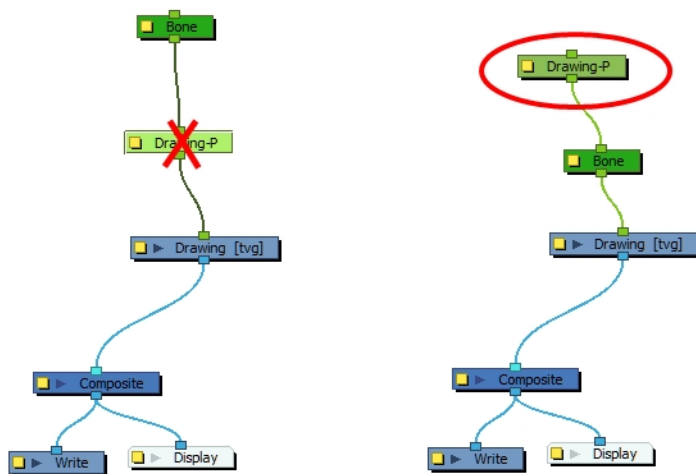 Bone
Drawing-P
Drawing-P
Bone
Drawing [tvg]
Drawing [tvg]
Composite
Composite
Write
Display
Write
Display